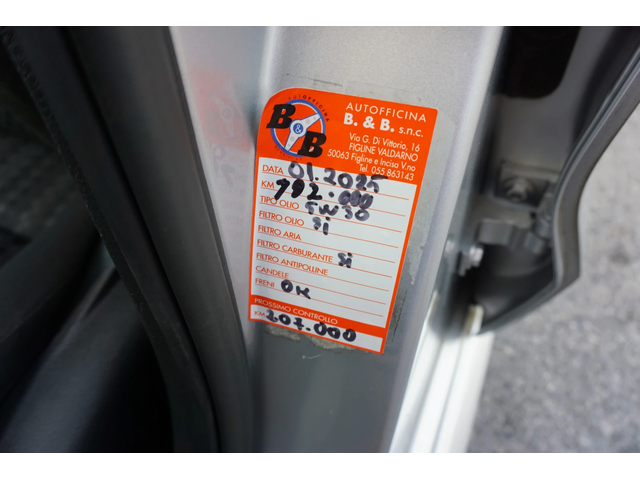 AUTOFFICINA
B. & B. s.n.c.
Via G. Di Vittorio, 16
FIGLINE VALDARNO
50063 Figline e Incisa V.no
Tel. 055 863143
B & B
DATA 01.2025
KM 192.000
TIPO OLIO 5W30
FILTRO OLIO si
FILTRO ARIA
FILTRO CARBURANTE si
FILTRO ANTIPOLLINE
CANDELE
FRENI OK
PROSSIMO CONTROLLO
KM 207.000